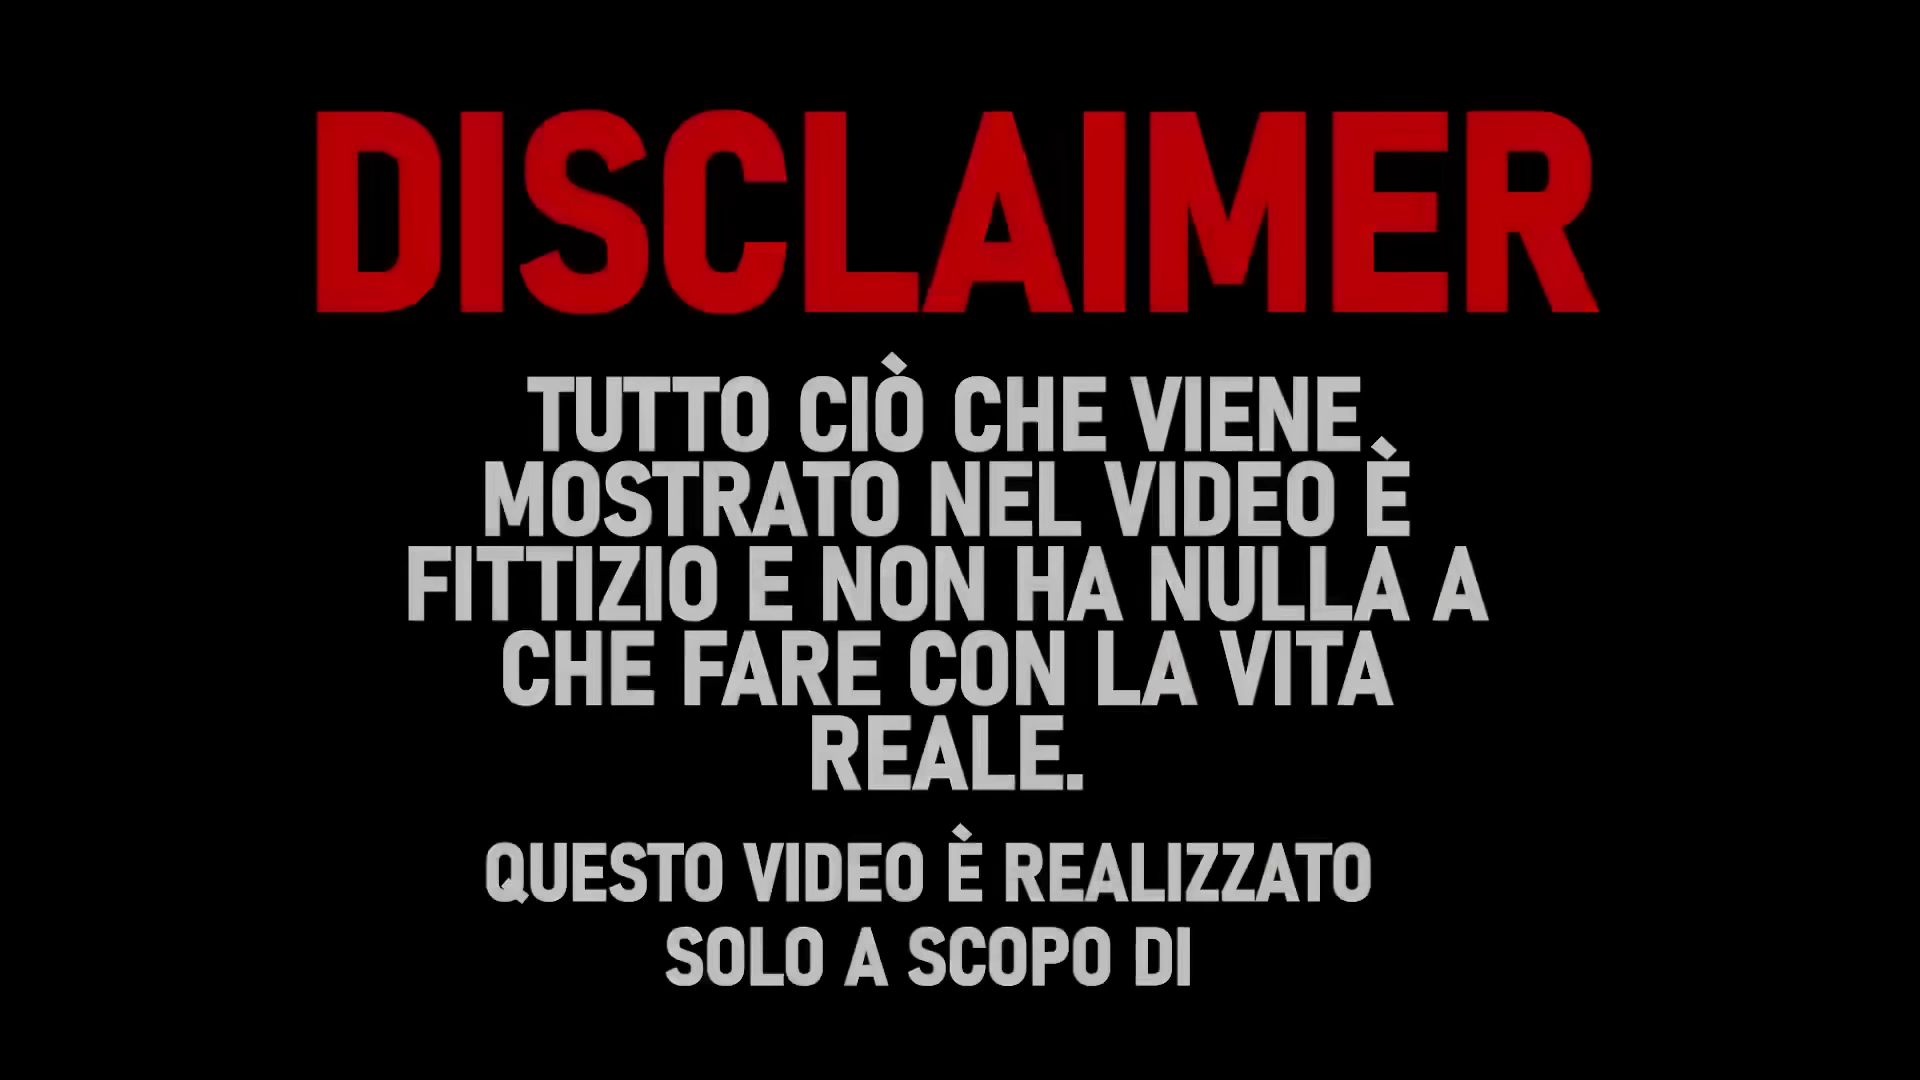 DISCLAIMER
TUTTO CIÒ CHE VIENE
MOSTRATO NEL VIDEO È
FITTIZIO E NON HA NULLA A
CHE FARE CON LA VITA
REALE.
QUESTO VIDEO È REALIZZATO
SOLO A SCOPO DI